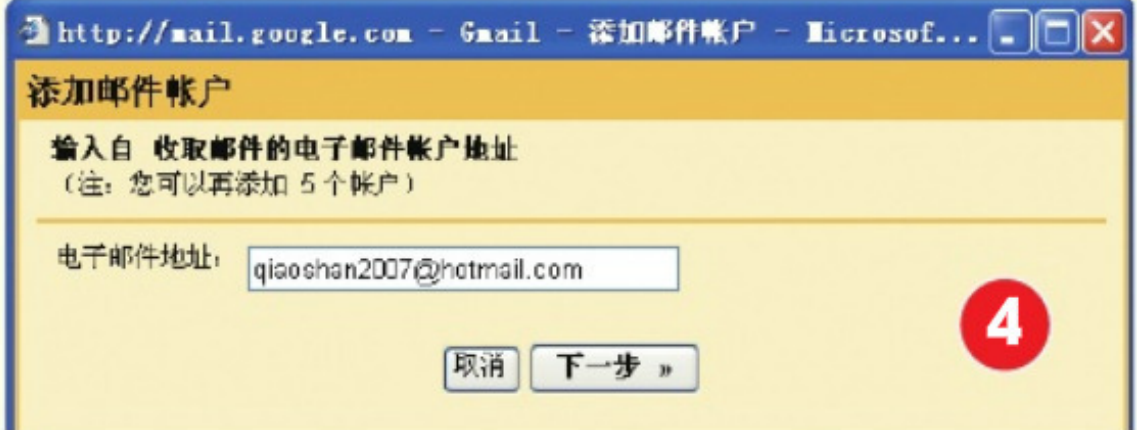 http://mail.google.com - Gmail - 添加邮件帐户 - Microsof...
添加邮件帐户
输入自 收取邮件的电子邮件帐户地址
（注：您可以再添加 5 个帐户）
电子邮件地址：
qiaoshan2007@hotmail.com
4
取消
下一步 »